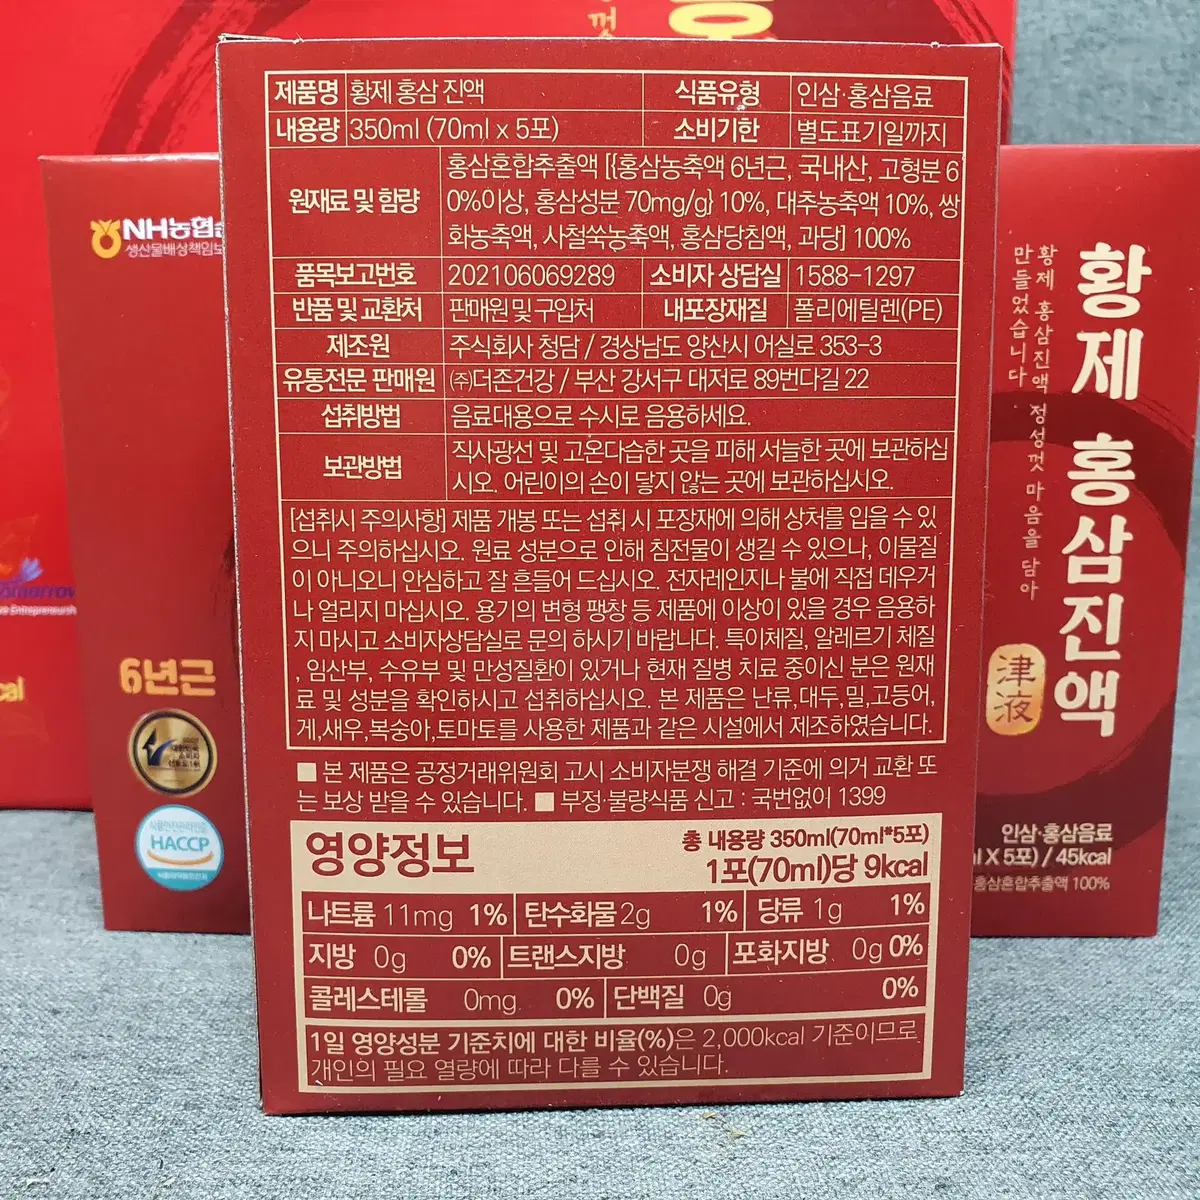 홍
껏
NH농협손
생산물배상책임보
6년근
HACCP
제품명 황제 홍삼 진액 식품유형 인삼·홍삼음료
내용량 350ml (70ml x 5포) 소비기한 별도표기일까지
원재료 및 함량 홍삼혼합추출액 [{홍삼농축액 6년근, 국내산, 고형분 6
0%이상, 홍삼성분 70mg/g} 10%, 대추농축액 10%, 쌍
화농축액, 사철쑥농축액, 홍삼당침액, 과당] 100%
품목보고번호 202106069289 소비자 상담실 1588-1297
반품 및 교환처 판매원 및 구입처 내포장재질 폴리에틸렌(PE)
제조원 주식회사 청담 / 경상남도 양산시 어실로 353-3
유통전문 판매원 ㈜더존건강 / 부산 강서구 대저로 89번다길 22
섭취방법 음료대용으로 수시로 음용하세요.
보관방법 직사광선 및 고온다습한 곳을 피해 서늘한 곳에 보관하십
시오. 어린이의 손이 닿지 않는 곳에 보관하십시오.
[섭취시 주의사항] 제품 개봉 또는 섭취 시 포장재에 의해 상처를 입을 수 있
으니 주의하십시오. 원료 성분으로 인해 침전물이 생길 수 있으나, 이물질
이 아니오니 안심하고 잘 흔들어 드십시오. 전자레인지나 불에 직접 데우거
나 얼리지 마십시오. 용기의 변형 팽창 등 제품에 이상이 있을 경우 음용하
지 마시고 소비자상담실로 문의 하시기 바랍니다. 특이체질, 알레르기 체질
, 임산부, 수유부 및 만성질환이 있거나 현재 질병 치료 중이신 분은 원재
료 및 성분을 확인하시고 섭취하십시오. 본 제품은 난류,대두,밀,고등어,
게,새우,복숭아,토마토를 사용한 제품과 같은 시설에서 제조하였습니다.
■ 본 제품은 공정거래위원회 고시 소비자분쟁 해결 기준에 의거 교환 또
는 보상 받을 수 있습니다. ■ 부정·불량식품 신고 : 국번없이 1399
영양정보 총 내용량 350ml(70ml*5포)
1포(70ml)당 9kcal
나트륨 11mg 1% 탄수화물 2g 1% 당류 1g 1%
지방 0g 0% 트랜스지방 0g 포화지방 0g 0%
콜레스테롤 0mg 0% 단백질 0g 0%
1일 영양성분 기준치에 대한 비율(%)은 2,000kcal 기준이므로
개인의 필요 열량에 따라 다를 수 있습니다.
황제 홍삼진액
황제 홍삼진액 정성껏 마음을 담아
만들었습니다
津液
인삼·홍삼음료
l X 5포) / 45kcal
홍삼혼합추출액 100%